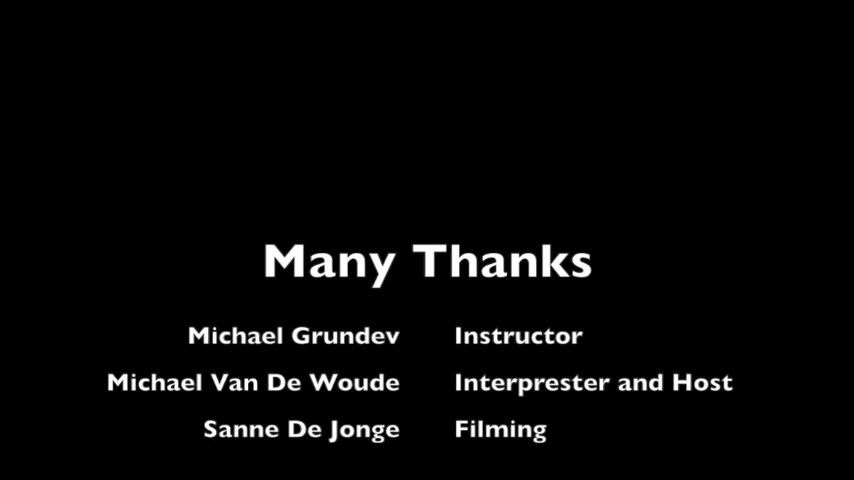 Many Thanks
Michael Grundev Instructor
Michael Van De Woude Interprester and Host
Sanne De Jonge Filming